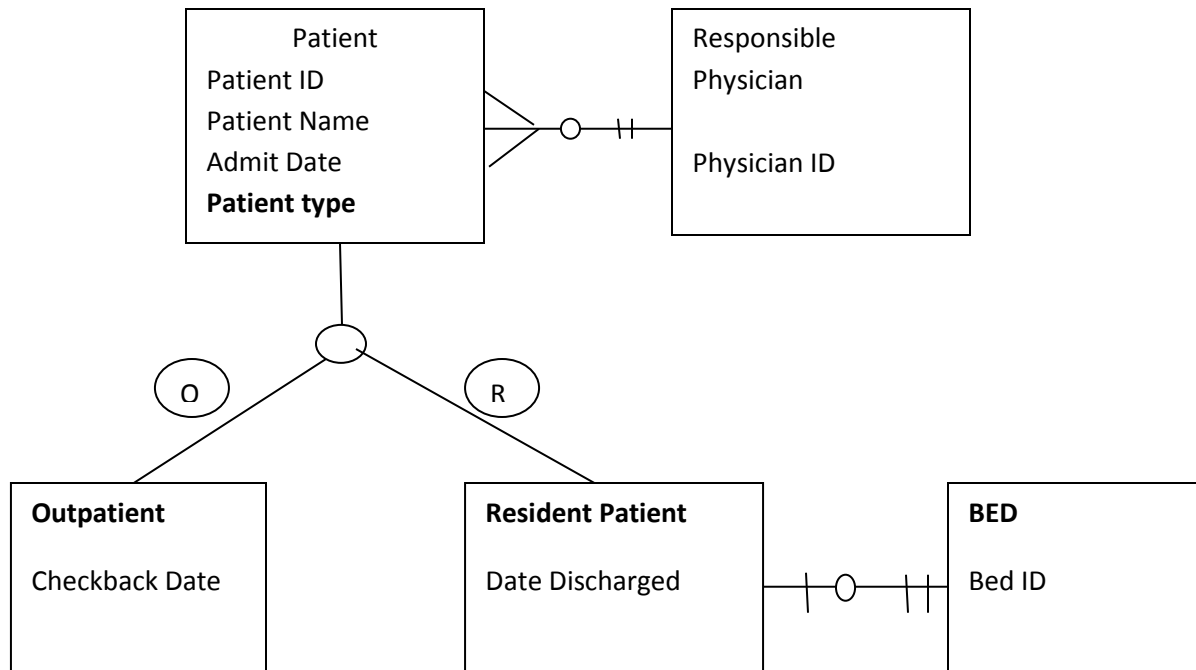 Patient
Patient ID
Patient Name
Admit Date
Patient type
Responsible
Physician
Physician ID
O
R
Outpatient
Checkback Date
Resident Patient
Date Discharged
BED
Bed ID